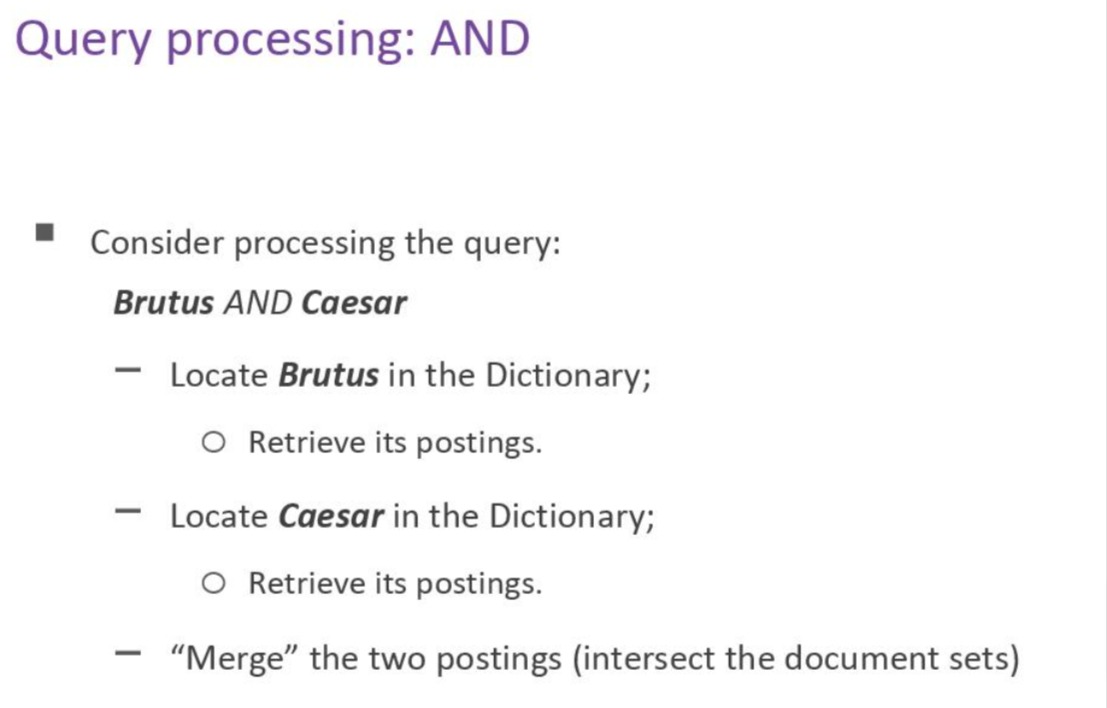 Query processing: AND
■ Consider processing the query:
Brutus AND Caesar
— Locate Brutus in the Dictionary;
○ Retrieve its postings.
— Locate Caesar in the Dictionary;
○ Retrieve its postings.
— “Merge” the two postings (intersect the document sets)